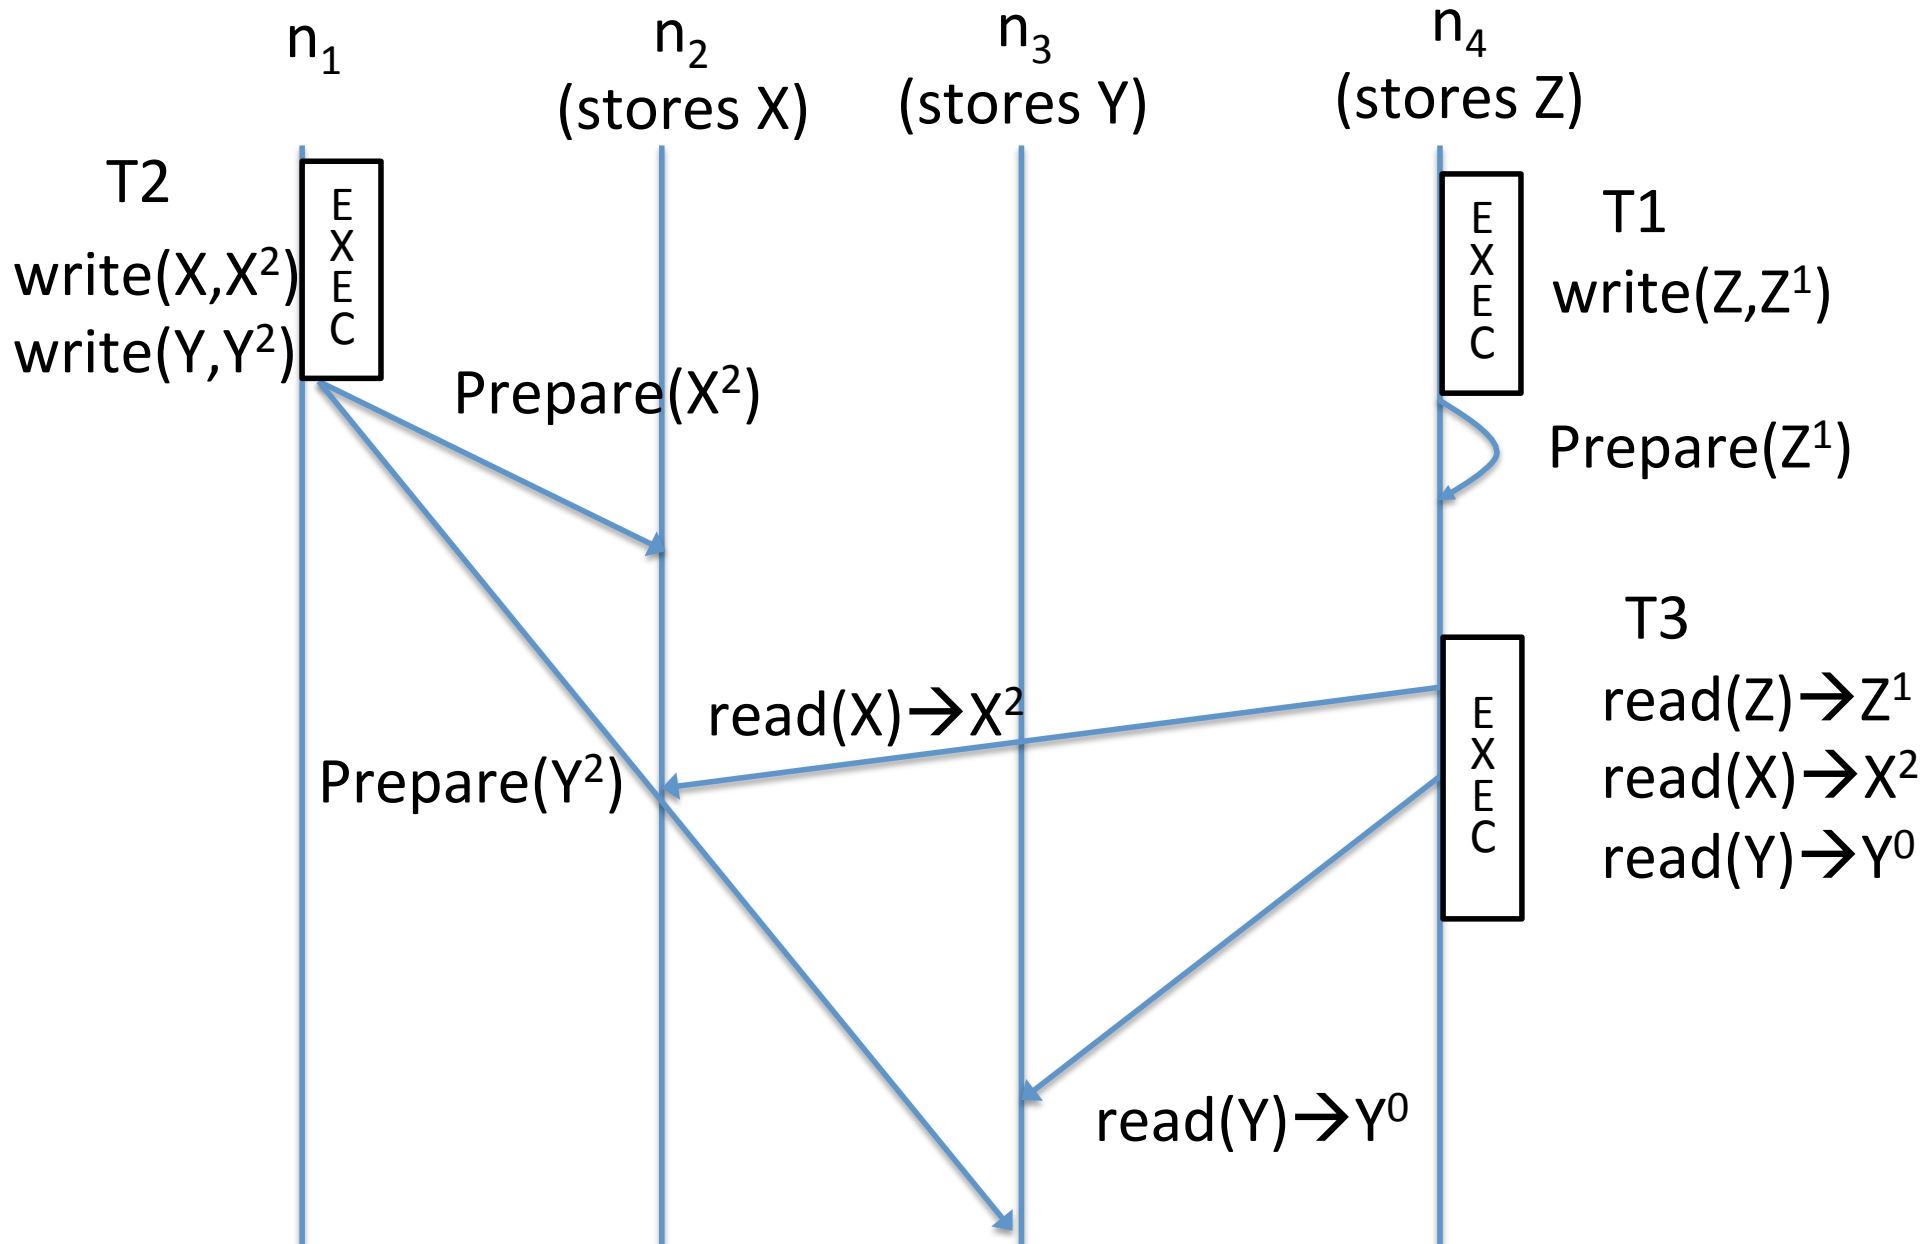 n₁
n₂
(stores X)
n₃
(stores Y)
n₄
(stores Z)
T2
write(X,X²)
write(Y,Y²)
E
X
E
C
E
X
E
C
T1
write(Z,Z¹)
Prepare(X²)
Prepare(Z¹)
T3
read(Z)→Z¹
read(X)→X²
read(Y)→Y⁰
E
X
E
C
read(X)→X²
Prepare(Y²)
read(Y)→Y⁰